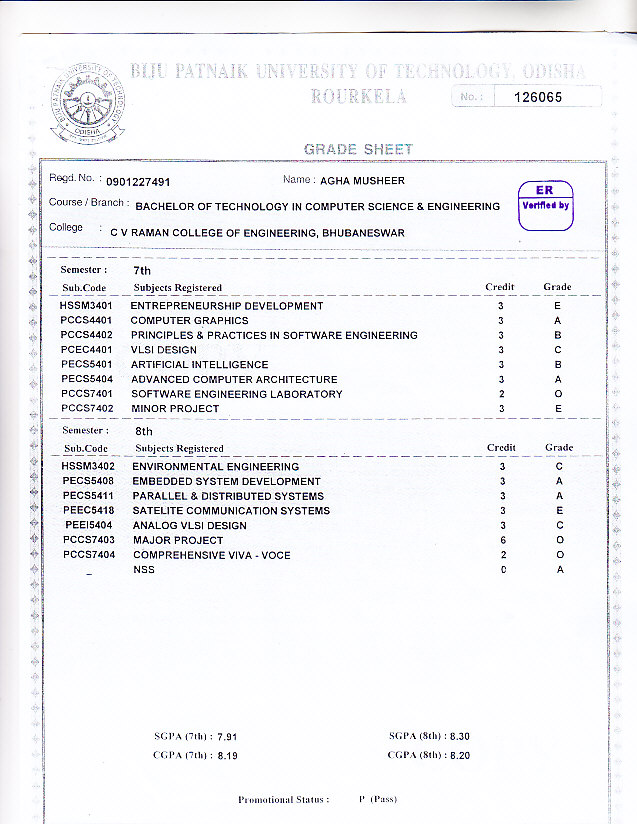 BIJU PATNAIK UNIVERSITY OF TECHNOLOGY, ODISHA
ROURKELA
No.: 126065
BIJU PATNAIK UNIVERSITY OF TECHNOLOGY
ODISHA
GRADE SHEET
Regd. No. : 0901227491 Name : AGHA MUSHEER
ER
Verified by
Course / Branch : BACHELOR OF TECHNOLOGY IN COMPUTER SCIENCE & ENGINEERING
College : C V RAMAN COLLEGE OF ENGINEERING, BHUBANESWAR
Semester : 7th
Sub.Code Subjects Registered Credit Grade
HSSM3401 ENTREPRENEURSHIP DEVELOPMENT 3 E
PCCS4401 COMPUTER GRAPHICS 3 A
PCCS4402 PRINCIPLES & PRACTICES IN SOFTWARE ENGINEERING 3 B
PCEC4401 VLSI DESIGN 3 C
PECS5401 ARTIFICIAL INTELLIGENCE 3 B
PECS5404 ADVANCED COMPUTER ARCHITECTURE 3 A
PCCS7401 SOFTWARE ENGINEERING LABORATORY 2 O
PCCS7402 MINOR PROJECT 3 E
Semester : 8th
Sub.Code Subjects Registered Credit Grade
HSSM3402 ENVIRONMENTAL ENGINEERING 3 C
PECS5408 EMBEDDED SYSTEM DEVELOPMENT 3 A
PECS5411 PARALLEL & DISTRIBUTED SYSTEMS 3 A
PEEC5418 SATELITE COMMUNICATION SYSTEMS 3 E
PEEI5404 ANALOG VLSI DESIGN 3 C
PCCS7403 MAJOR PROJECT 6 O
PCCS7404 COMPREHENSIVE VIVA - VOCE 2 O
_ NSS 0 A
SGPA (7th) : 7.91 SGPA (8th) : 8.30
CGPA (7th) : 8.19 CGPA (8th) : 8.20
Promotional Status : P (Pass)